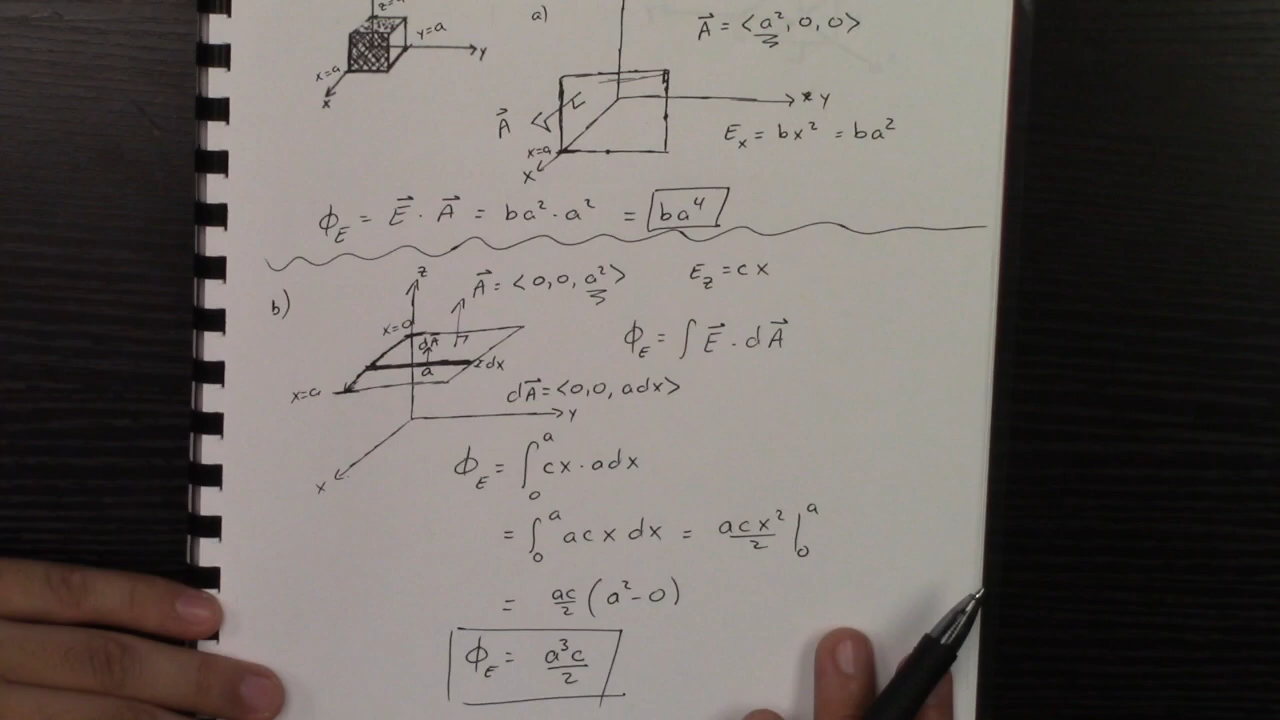 z=a
y=a
y
x=a
x
a)
A⃗ = <a², 0, 0>
y
A⃗
x=a
x
Eₓ = bx² = ba²
ϕ_E = E⃗ · A⃗ = ba² · a² = ba⁴
b)
z
A⃗ = <0, 0, a²>
E_z = cx
x=0
dA⃗
a
dx
x=a
ϕ_E = ∫ E⃗ · dA⃗
dA⃗ = <0, 0, adx>
y
x
ϕ_E = ∫₀ᵃ cx · adx
= ∫₀ᵃ acx dx = acx²/2 |₀ᵃ
= ac/2 (a² - 0)
ϕ_E = a³c/2